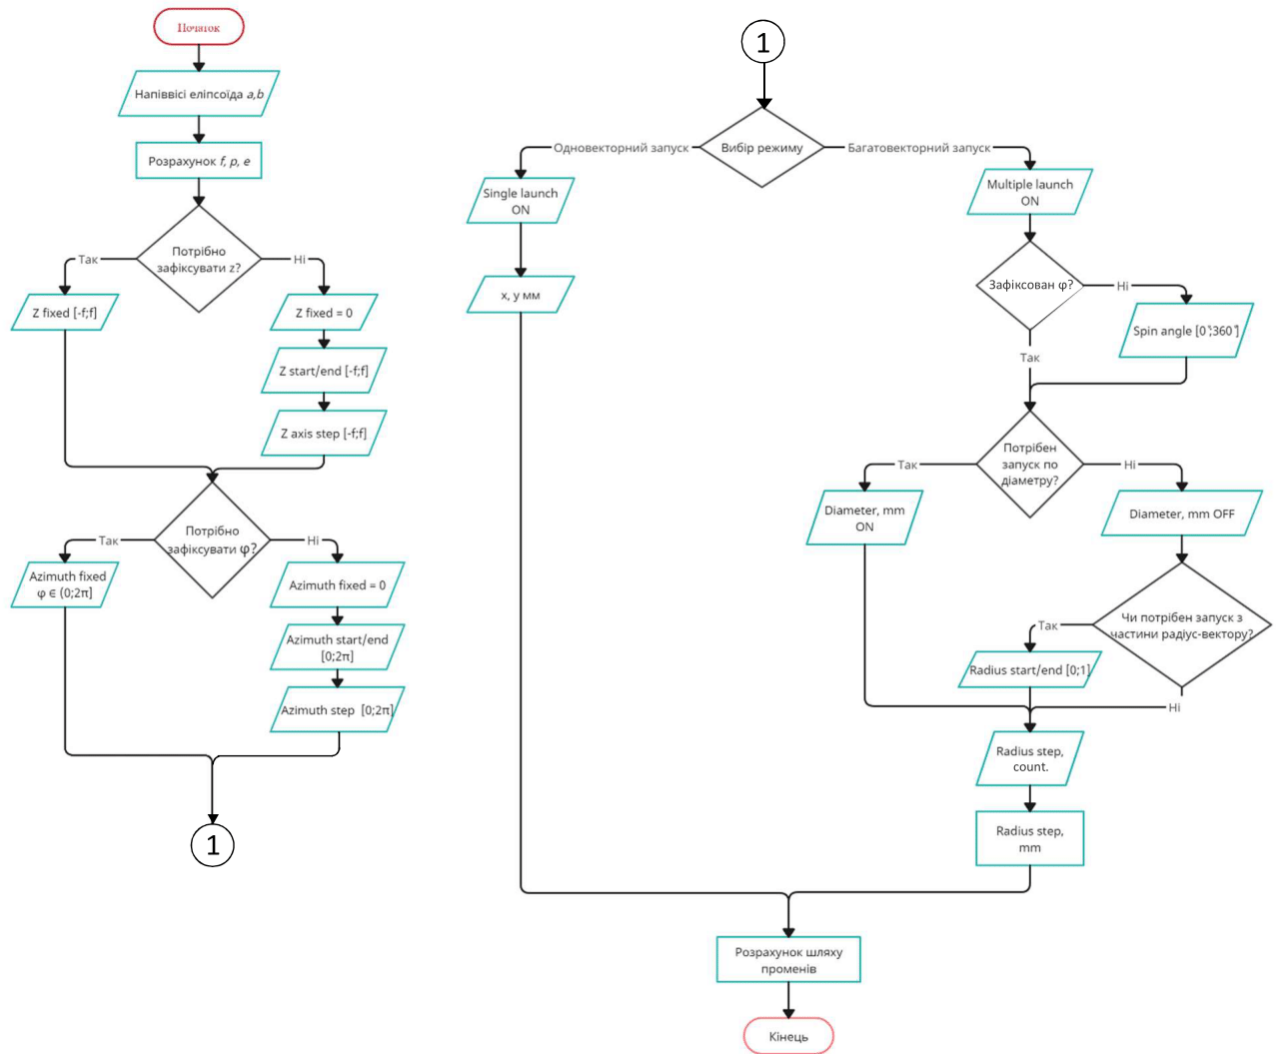 Початок
Напіввісі еліпсоїда a,b
Розрахунок f, p, e
Потрібно
зафіксувати z?
Так
Ні
Z fixed [-f;f]
Z fixed = 0
Z start/end [-f;f]
Z axis step [-f;f]
Потрібно
зафіксувати φ?
Так
Ні
Azimuth fixed
φ ∈ (0;2π]
Azimuth fixed = 0
Azimuth start/end
[0;2π]
Azimuth step [0;2π]
1
1
Вибір режиму
Одновекторний запуск
Багатовекторний запуск
Single launch
ON
x, y мм
Multiple launch
ON
Зафіксован φ?
Ні
Spin angle [0°;360°]
Так
Потрібен
запуск по
діаметру?
Так
Ні
Diameter, mm
ON
Diameter, mm OFF
Чи потрібен запуск з
частини радіус-вектору?
Так
Radius start/end [0;1]
Ні
Radius step,
count.
Radius step,
mm
Розрахунок шляху
променів
Кінець